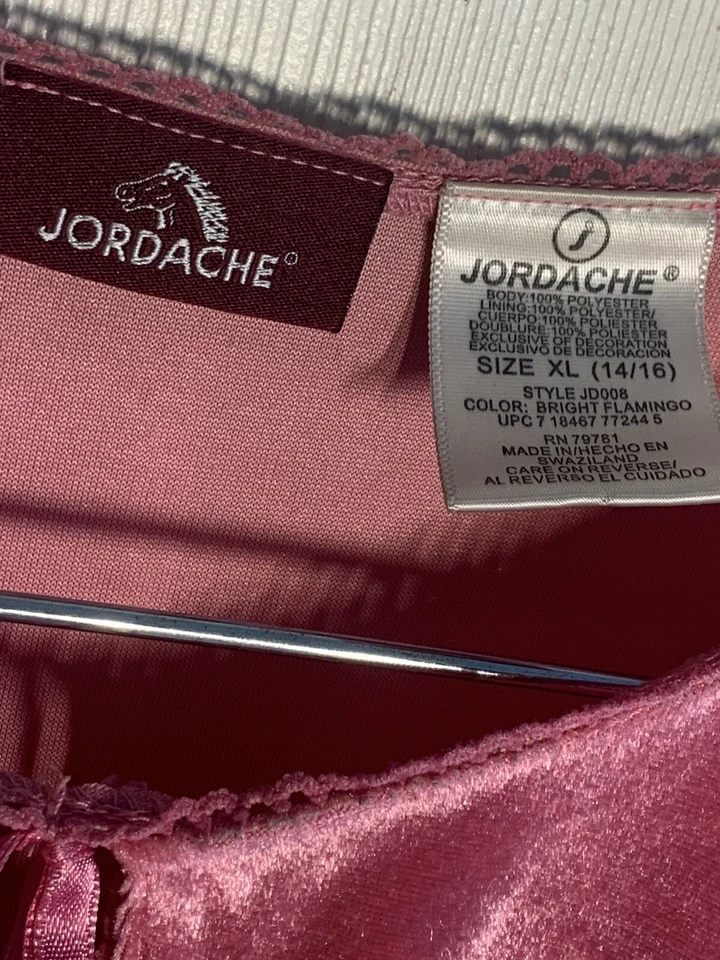 JORDACHE®
j
JORDACHE®
BODY:100% POLYESTER
LINING:100% POLYESTER/
CUERPO:100% POLIESTER
DOUBLURE:100% POLIESTER
EXCLUSIVE OF DECORATION
EXCLUSIVO DE DECORACIÓN
SIZE XL (14/16)
STYLE JD008
COLOR: BRIGHT FLAMINGO
UPC 7 18467 77244 5
RN 79781
MADE IN/HECHO EN
SWAZILAND
CARE ON REVERSE/
AL REVERSO EL CUIDADO